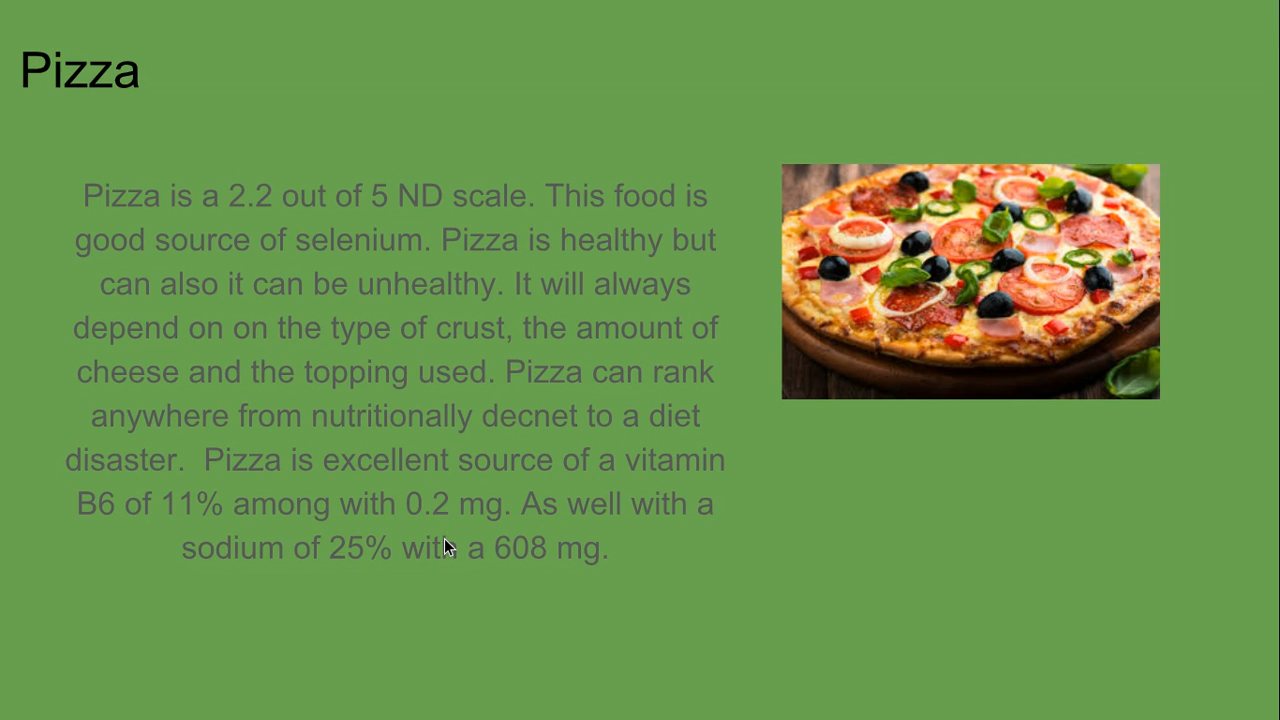 Pizza
Pizza is a 2.2 out of 5 ND scale. This food is
good source of selenium. Pizza is healthy but
can also it can be unhealthy. It will always
depend on on the type of crust, the amount of
cheese and the topping used. Pizza can rank
anywhere from nutritionally decnet to a diet
disaster.  Pizza is excellent source of a vitamin
B6 of 11% among with 0.2 mg. As well with a
sodium of 25% with a 608 mg.